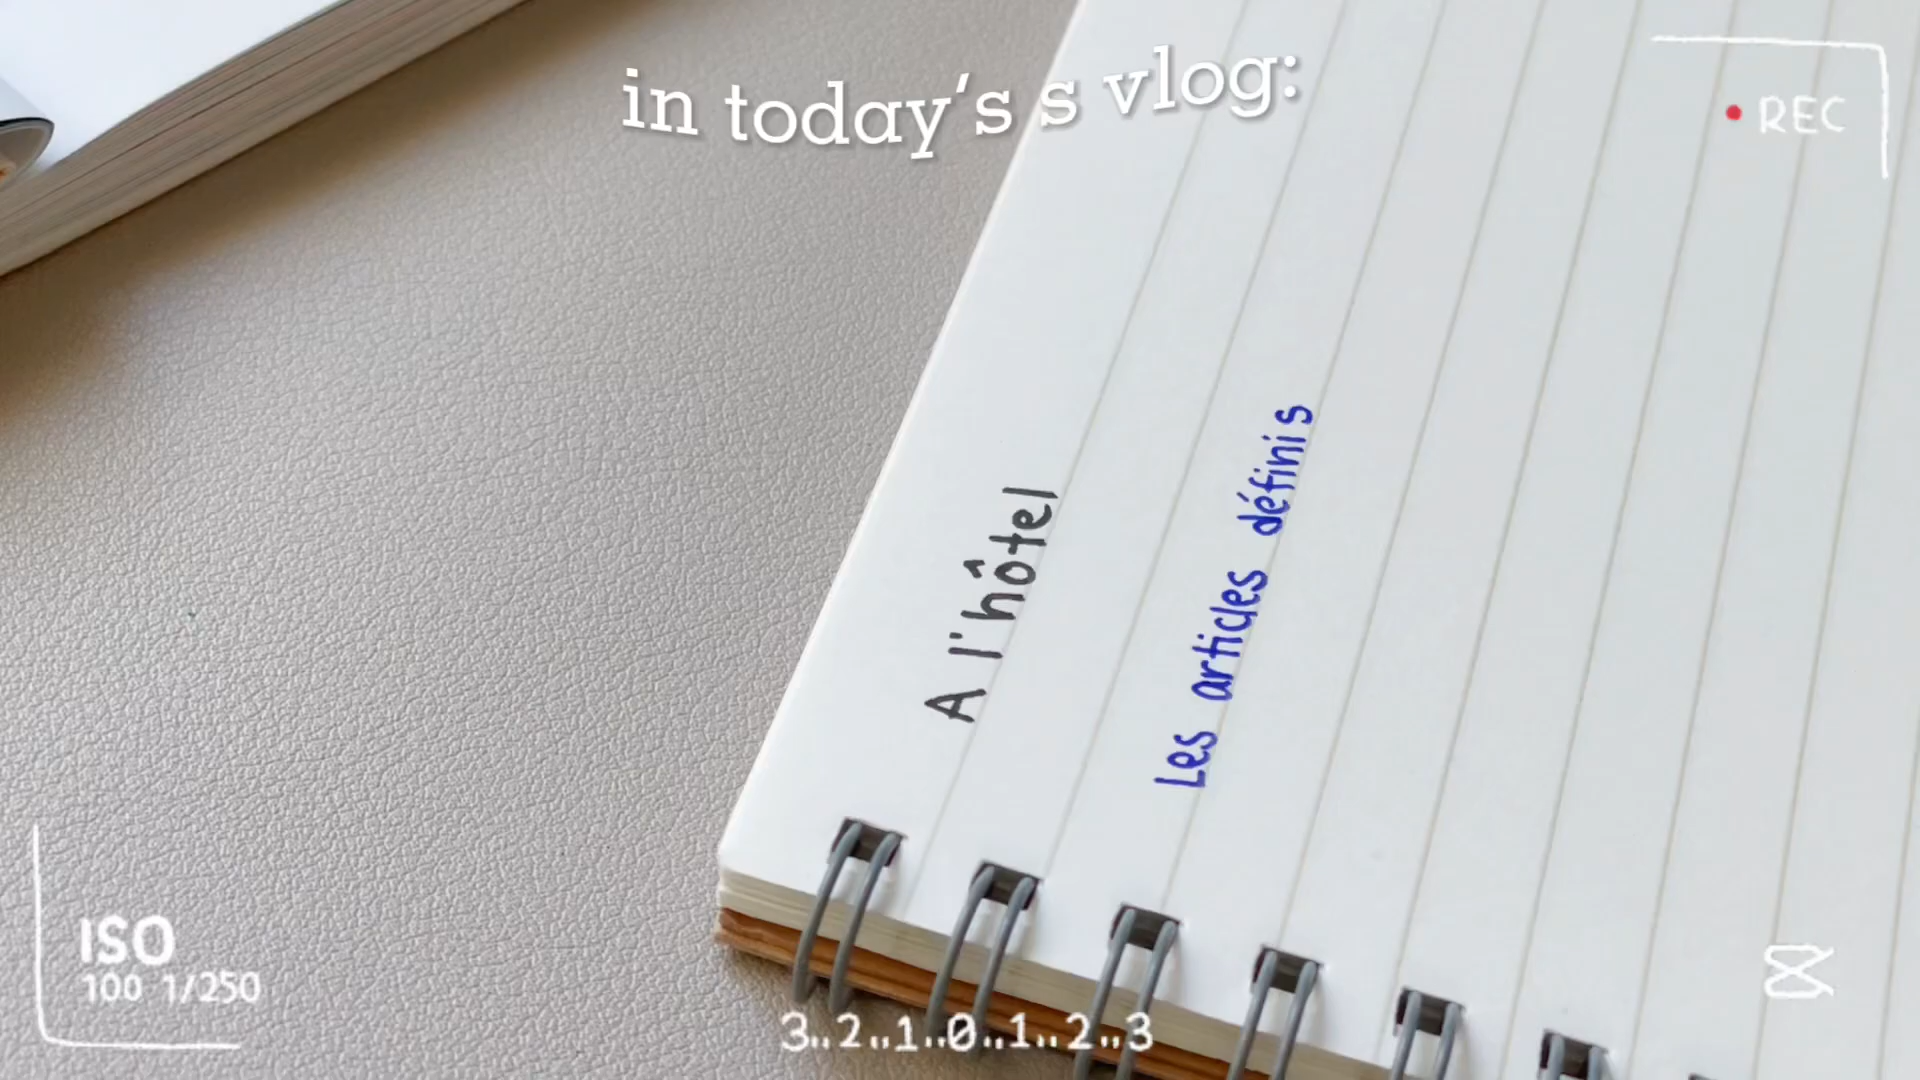 in today's s vlog:
REC
A l'hôtel
Les articles définis
ISO
100 1/250
3..2..1..0..1..2..3